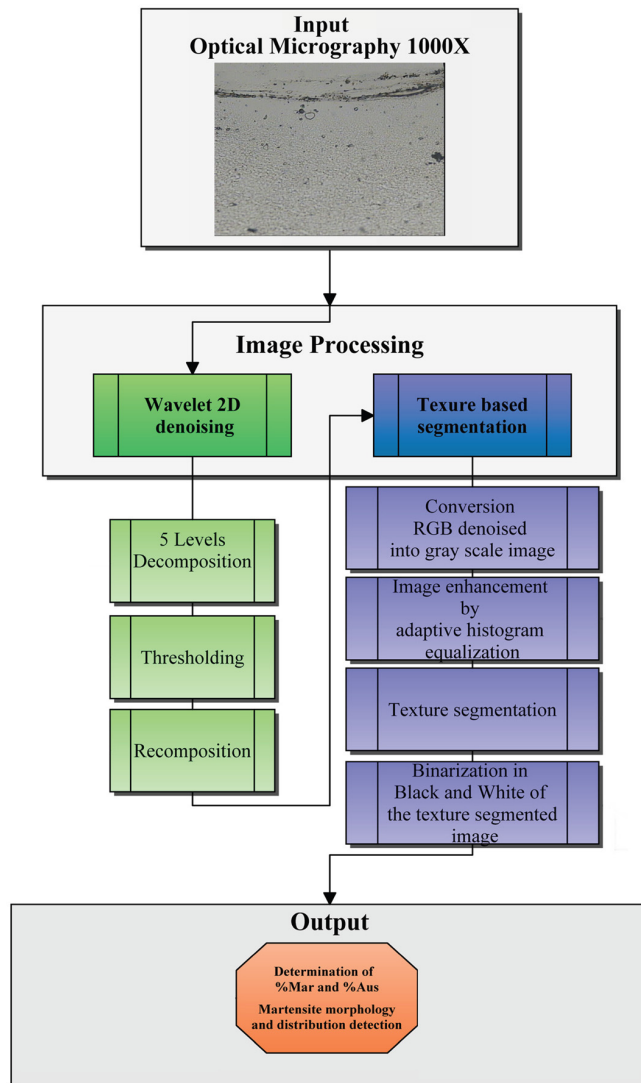 Input
Optical Micrography 1000X
Image Processing
Wavelet 2D
denoising
Texure based
segmentation
5 Levels
Decomposition
Thresholding
Recomposition
Conversion
RGB denoised
into gray scale image
Image enhancement
by
adaptive histogram
equalization
Texture segmentation
Binarization in
Black and White of
the texture segmented
image
Output
Determination of
%Mar and %Aus
Martensite morphology
and distribution detection